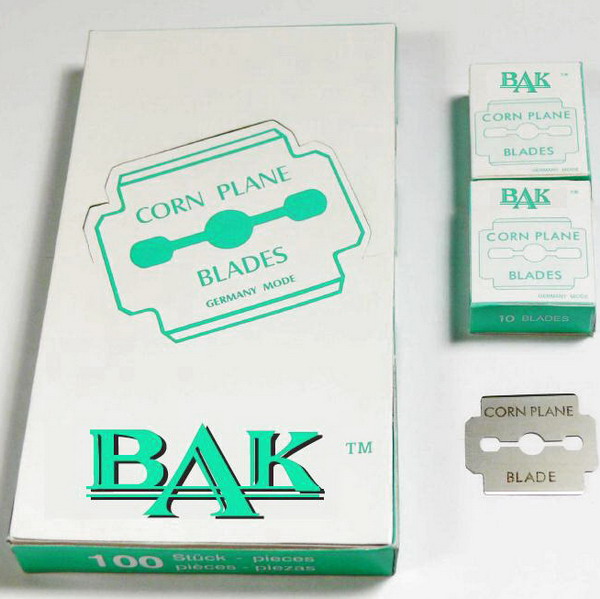 CORN PLANE
BLADES
GERMANY MODE
BAK TM
100 Stück - pieces
pièces - piezas
BAK TM
CORN PLANE
BLADES
GERMANY MODE
BAK TM
CORN PLANE
BLADES
GERMANY MODE
10 BLADES
CORN PLANE
BLADE